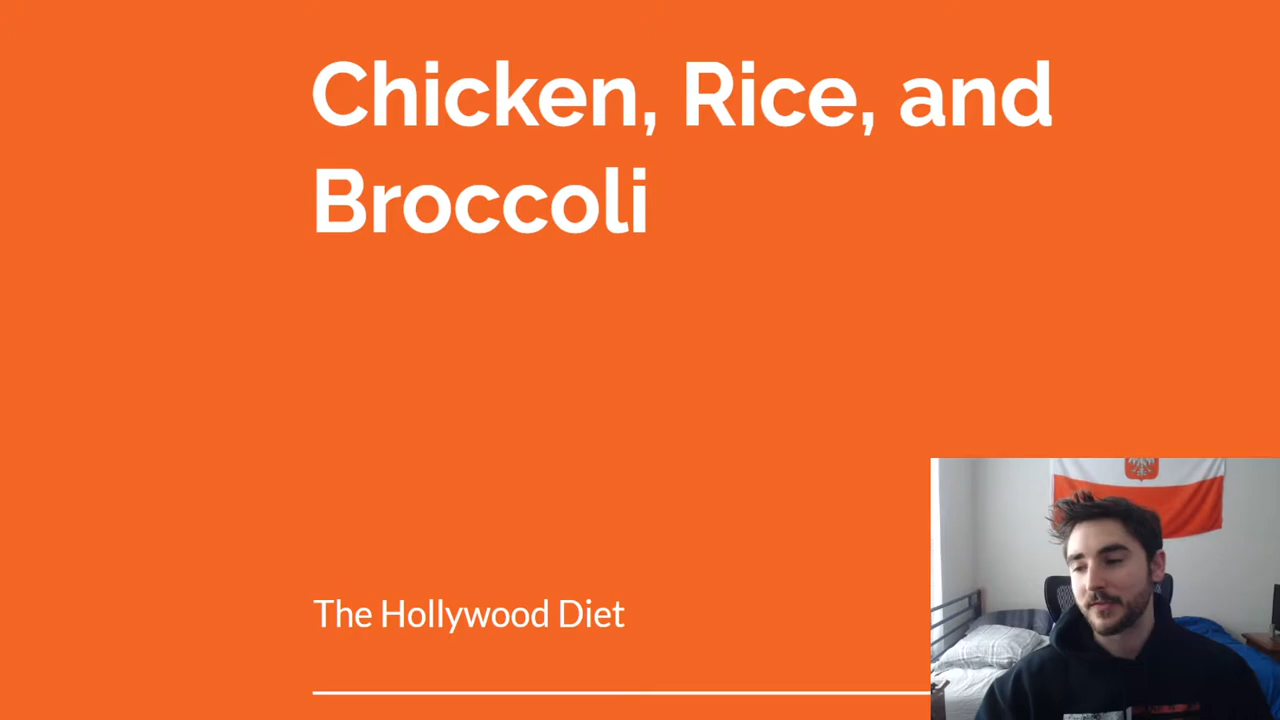 Chicken, Rice, and
Broccoli
The Hollywood Diet